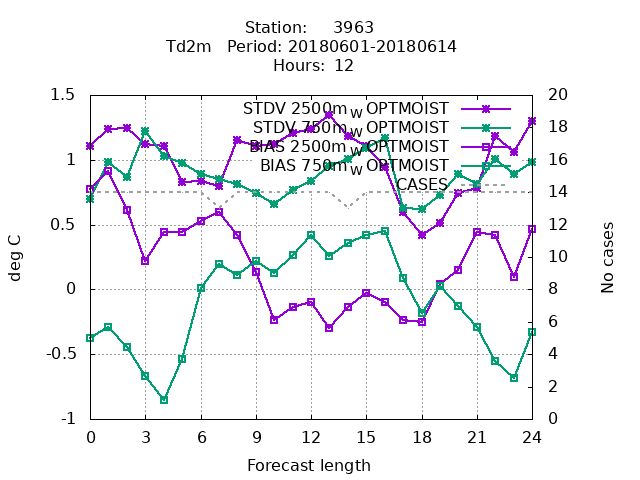 Station: 3963
Td2m Period: 20180601-20180614
Hours: 12
1.5
1
0.5
0
-0.5
-1
deg C
STDV 2500m_W OPTMOIST
STDV 750m_W OPTMOIST
BIAS 2500m_W OPTMOIST
BIAS 750m_W OPTMOIST
CASES
20
18
16
14
12
10
8
6
4
2
0
No cases
0 3 6 9 12 15 18 21 24
Forecast length